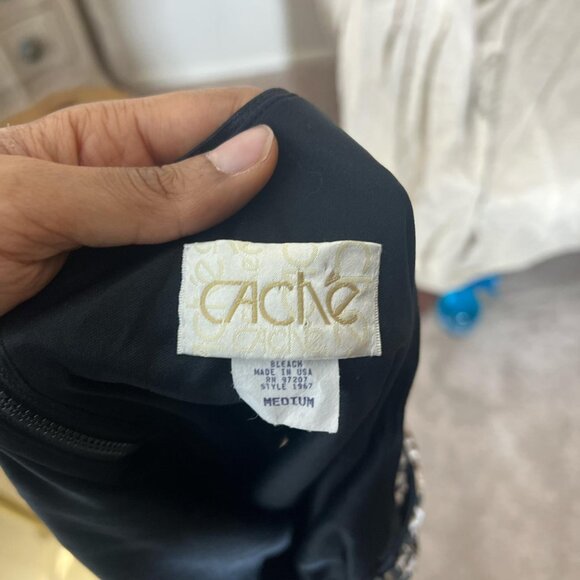 CAChé
BLEACH
MADE IN USA
RN 97207
STYLE 1967
MEDIUM